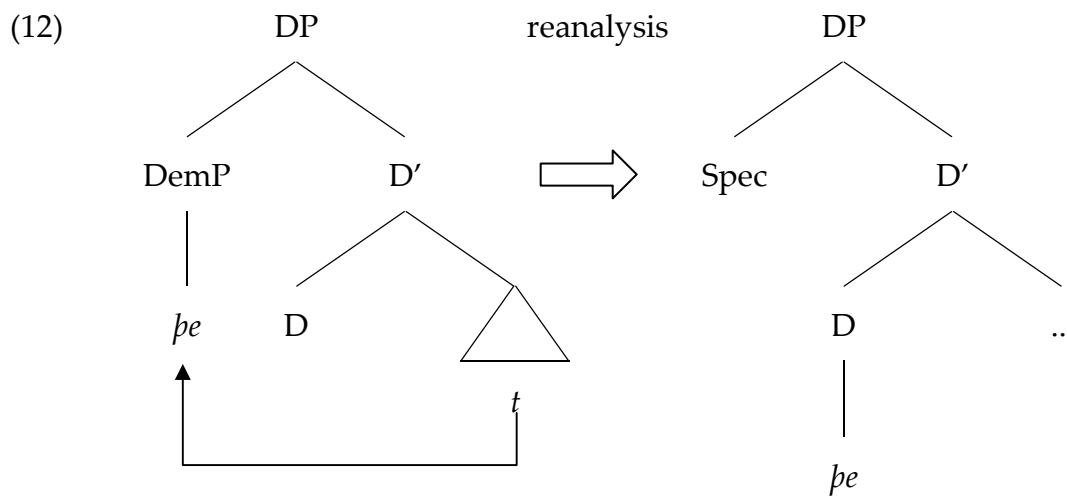 (12) DP reanalysis DP
DemP D’ Spec D’
þe D D ..
t
þe